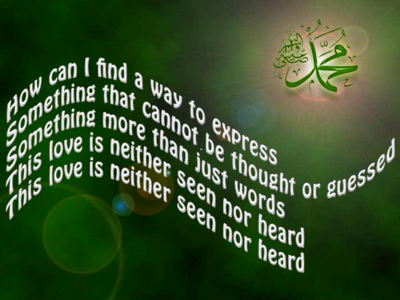 محمد
How can I find a way to express
Something that cannot be thought or guessed
Something more than just words
This love is neither seen nor heard
This love is neither seen nor heard